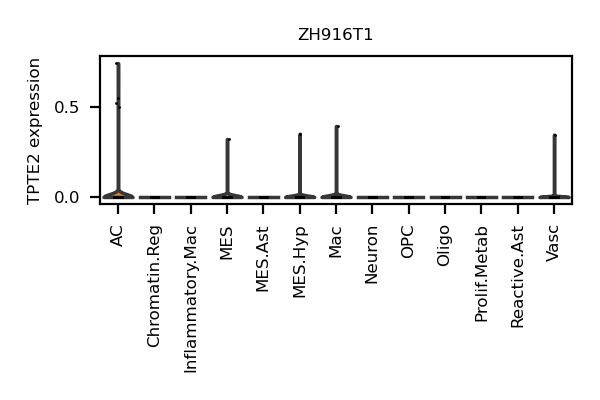 ZH916T1
TPTE2 expression
0.5
0.0
AC
Chromatin.Reg
Inflammatory.Mac
MES
MES.Ast
MES.Hyp
Mac
Neuron
OPC
Oligo
Prolif.Metab
Reactive.Ast
Vasc